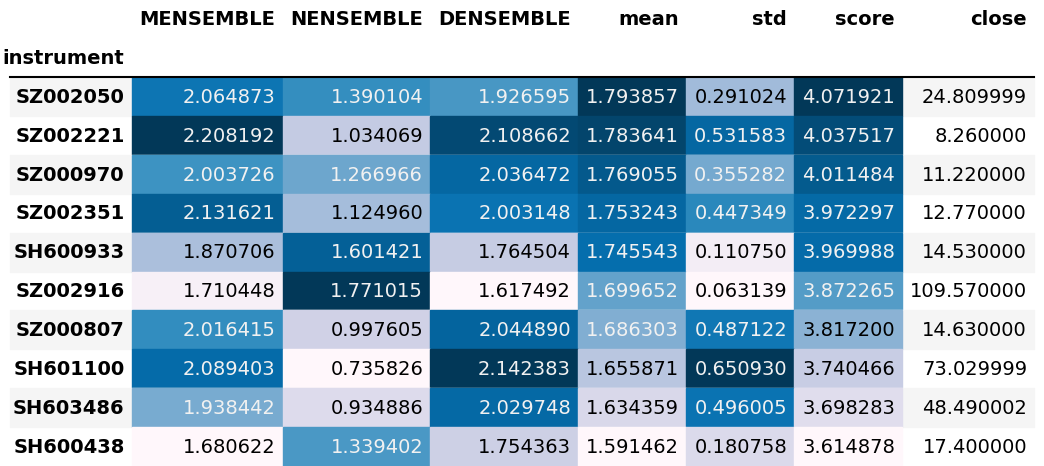 MENSEMBLE NENSEMBLE DENSEMBLE mean std score close
instrument
SZ002050 2.064873 1.390104 1.926595 1.793857 0.291024 4.071921 24.809999
SZ002221 2.208192 1.034069 2.108662 1.783641 0.531583 4.037517 8.260000
SZ000970 2.003726 1.266966 2.036472 1.769055 0.355282 4.011484 11.220000
SZ002351 2.131621 1.124960 2.003148 1.753243 0.447349 3.972297 12.770000
SH600933 1.870706 1.601421 1.764504 1.745543 0.110750 3.969988 14.530000
SZ002916 1.710448 1.771015 1.617492 1.699652 0.063139 3.872265 109.570000
SZ000807 2.016415 0.997605 2.044890 1.686303 0.487122 3.817200 14.630000
SH601100 2.089403 0.735826 2.142383 1.655871 0.650930 3.740466 73.029999
SH603486 1.938442 0.934886 2.029748 1.634359 0.496005 3.698283 48.490002
SH600438 1.680622 1.339402 1.754363 1.591462 0.180758 3.614878 17.400000